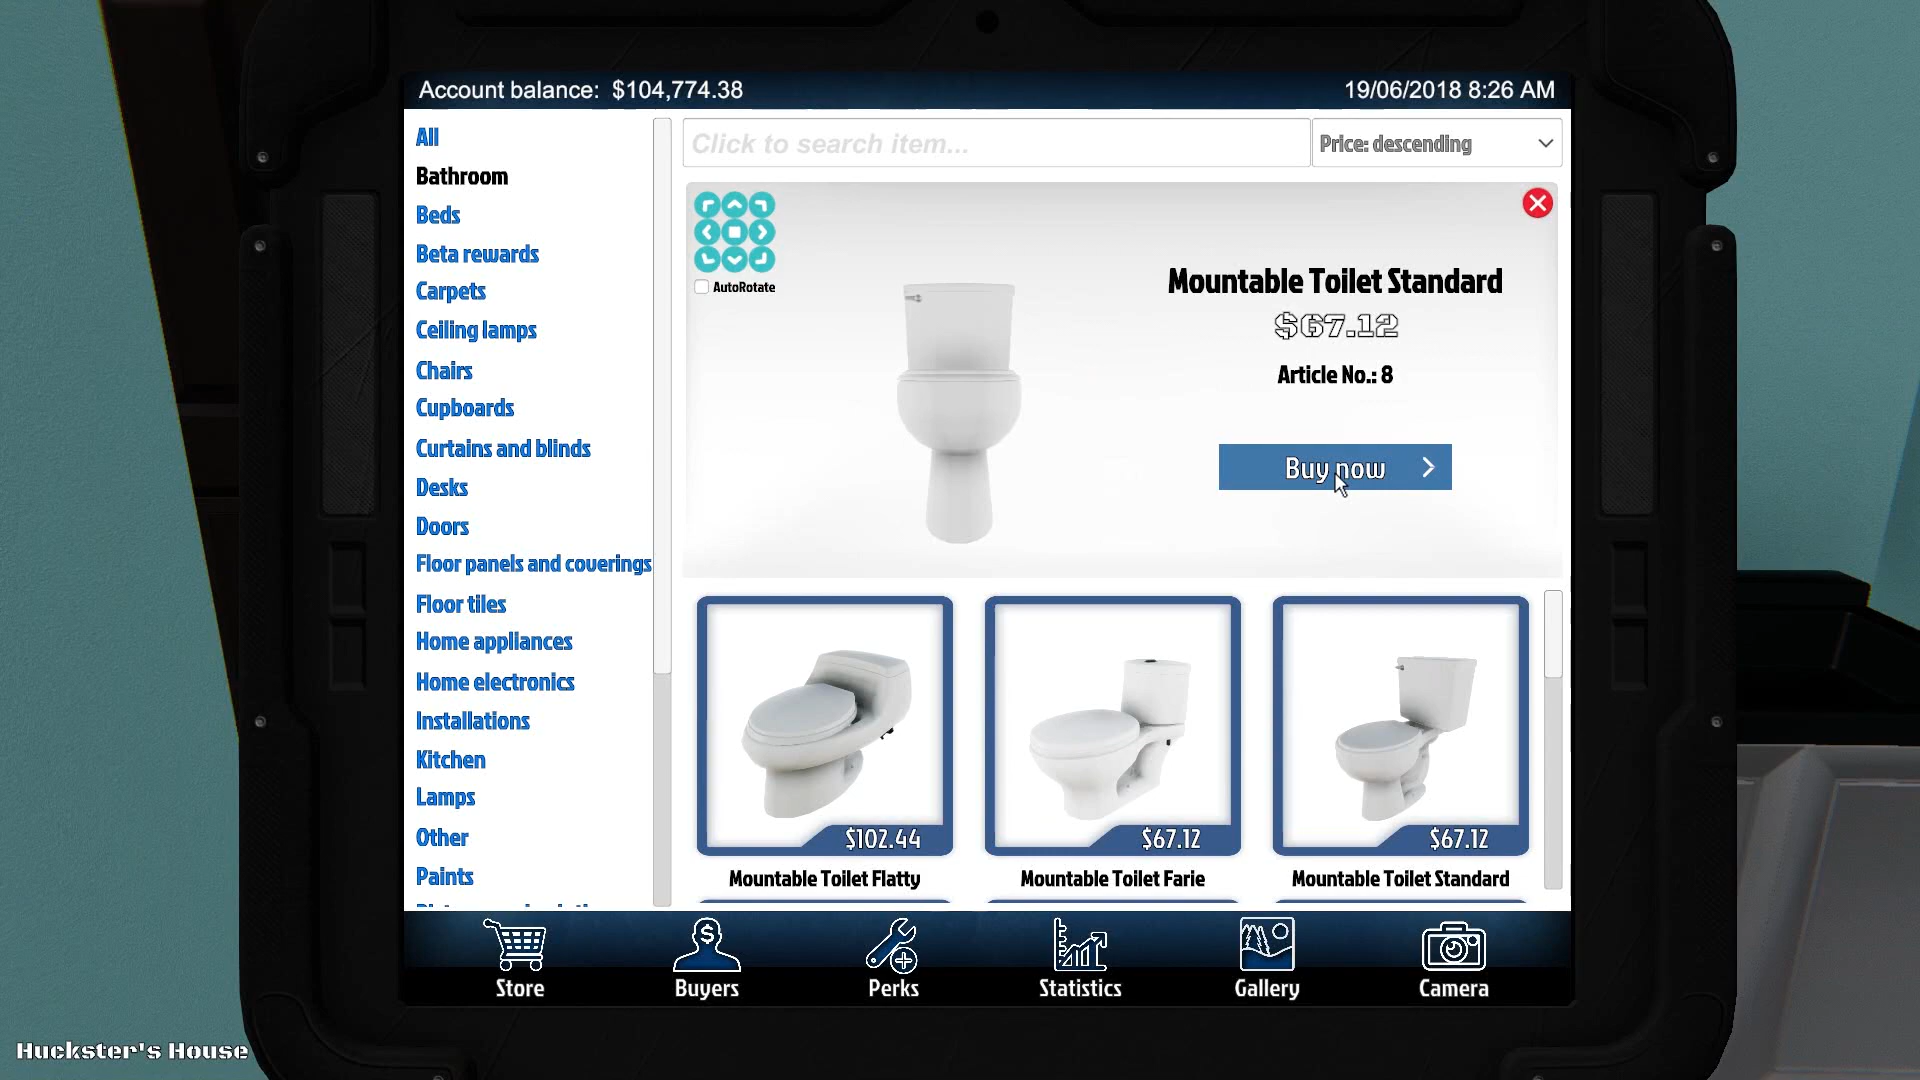 Account balance: $104,774.38
19/06/2018 8:26 AM
All
Bathroom
Beds
Beta rewards
Carpets
Ceiling lamps
Chairs
Cupboards
Curtains and blinds
Desks
Doors
Floor panels and coverings
Floor tiles
Home appliances
Home electronics
Installations
Kitchen
Lamps
Other
Paints
Click to search item...
Price: descending
AutoRotate
Mountable Toilet Standard
$67.12
Article No.: 8
Buy now
$102.44
$67.12
$67.12
Mountable Toilet Flatty
Mountable Toilet Farie
Mountable Toilet Standard
Store
Buyers
Perks
Statistics
Gallery
Camera
Huckster's House